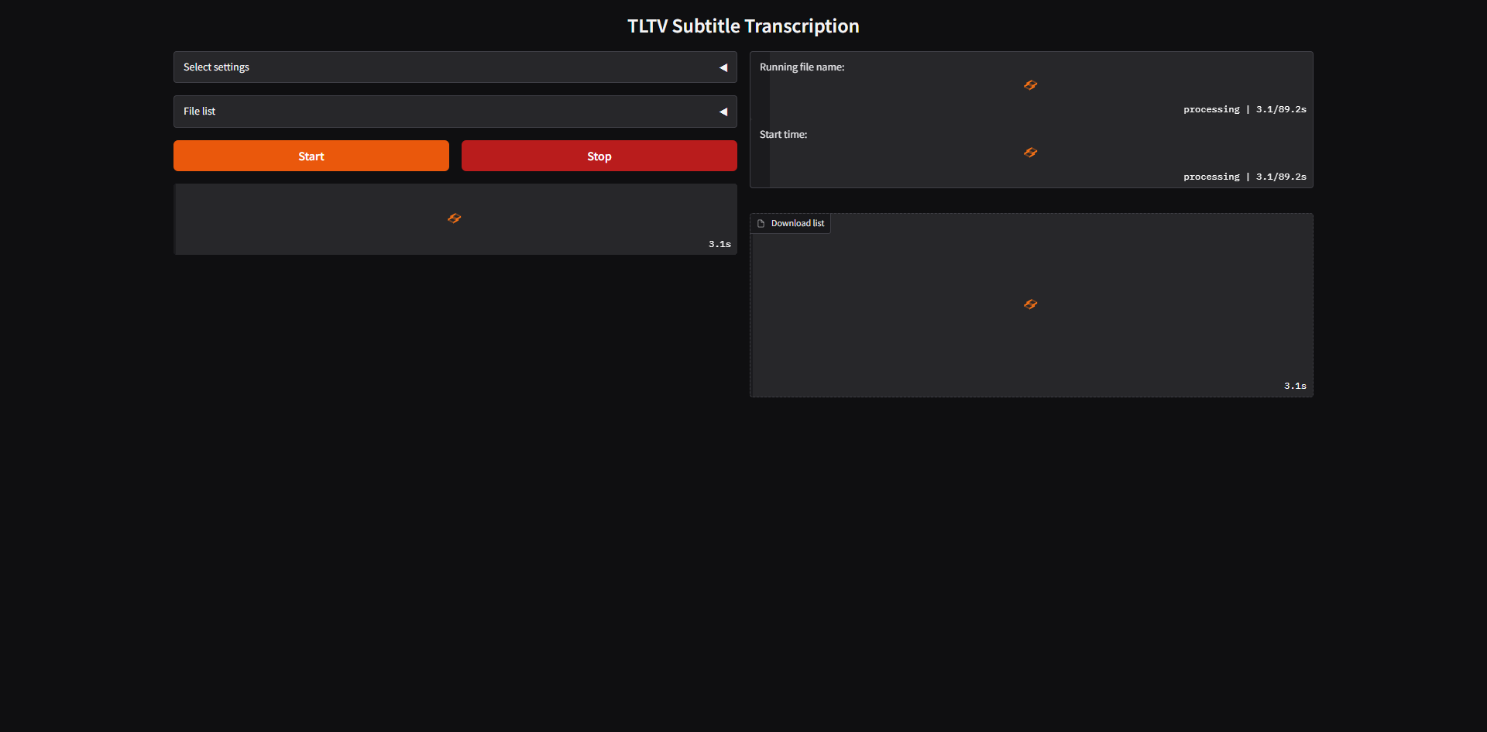 TLTV Subtitle Transcription
Select settings
File list
Start
Stop
3.1s
Running file name:
processing | 3.1/89.2s
Start time:
processing | 3.1/89.2s
Download list
3.1s